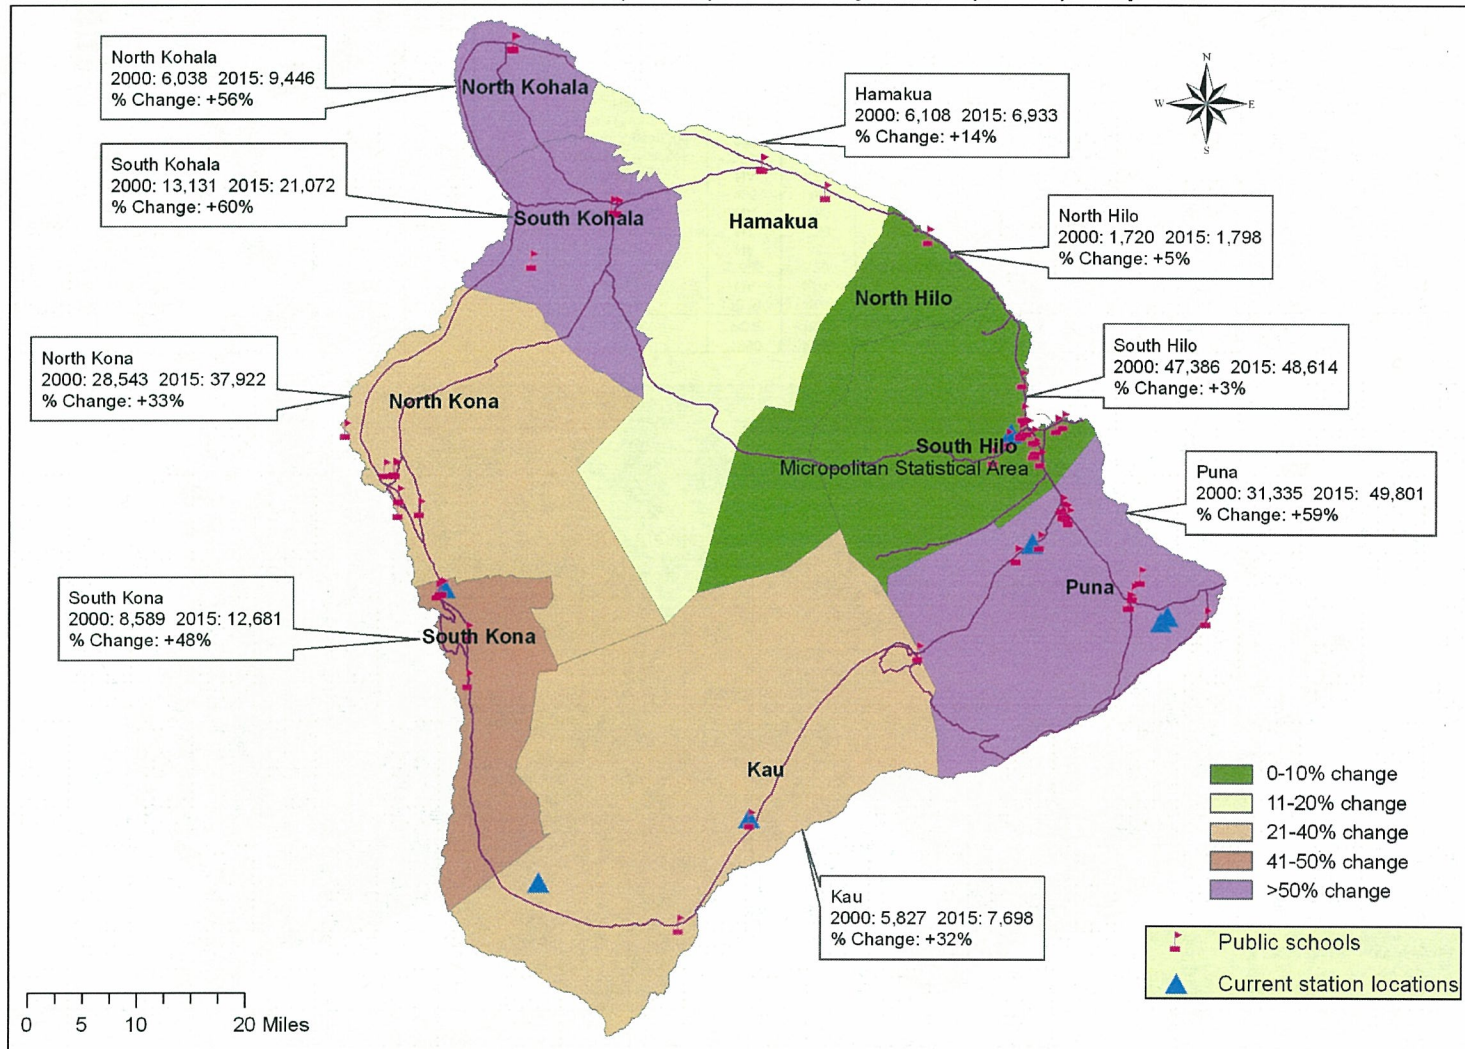 North Kohala
2000: 6,038 2015: 9,446
% Change: +56%
South Kohala
2000: 13,131 2015: 21,072
% Change: +60%
Hamakua
2000: 6,108 2015: 6,933
% Change: +14%
North Hilo
2000: 1,720 2015: 1,798
% Change: +5%
South Hilo
2000: 47,386 2015: 48,614
% Change: +3%
Puna
2000: 31,335 2015: 49,801
% Change: +59%
North Kona
2000: 28,543 2015: 37,922
% Change: +33%
South Kona
2000: 8,589 2015: 12,681
% Change: +48%
Kau
2000: 5,827 2015: 7,698
% Change: +32%
North Kohala
South Kohala
Hamakua
North Hilo
North Kona
South Hilo
Micropolitan Statistical Area
Puna
South Kona
Kau
N
W
E
S
0-10% change
11-20% change
21-40% change
41-50% change
>50% change
Public schools
Current station locations
0 5 10 20 Miles